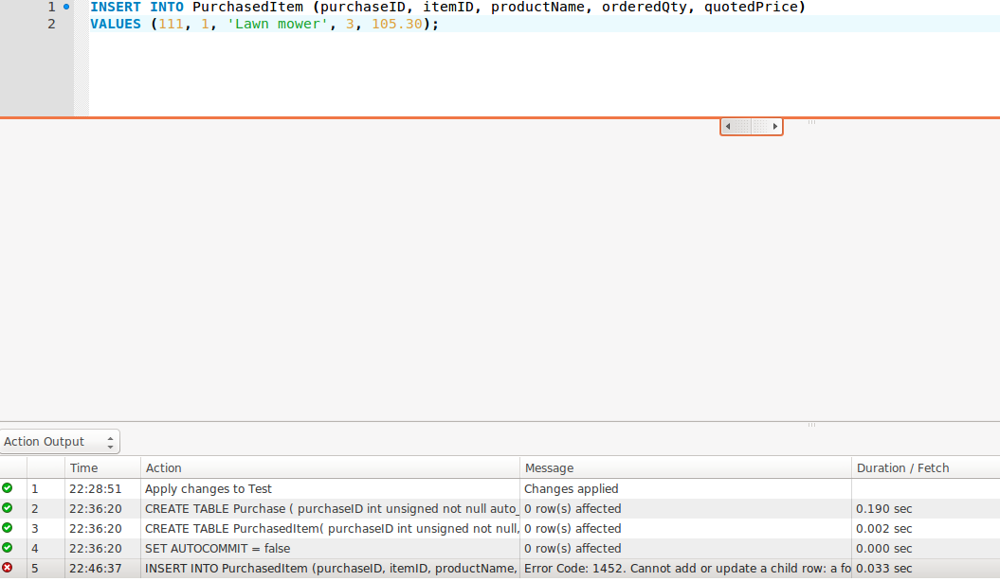 1 INSERT INTO PurchasedItem (purchaseID, itemID, productName, orderedQty, quotedPrice)
2 VALUES (111, 1, 'Lawn mower', 3, 105.30);
Action Output
Time Action Message Duration / Fetch
1 22:28:51 Apply changes to Test Changes applied
2 22:36:20 CREATE TABLE Purchase ( purchaseID int unsigned not null auto_ 0 row(s) affected 0.190 sec
3 22:36:20 CREATE TABLE PurchasedItem( purchaseID int unsigned not null, 0 row(s) affected 0.002 sec
4 22:36:20 SET AUTOCOMMIT = false 0 row(s) affected 0.000 sec
5 22:46:37 INSERT INTO PurchasedItem (purchaseID, itemID, productName, Error Code: 1452. Cannot add or update a child row: a fo 0.033 sec